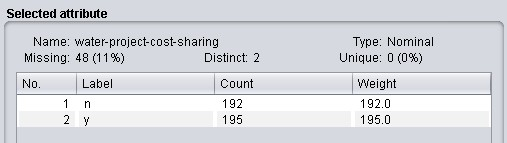 Selected attribute
Name: water-project-cost-sharing Type: Nominal
Missing: 48 (11%) Distinct: 2 Unique: 0 (0%)
No. Label Count Weight
1 n 192 192.0
2 y 195 195.0